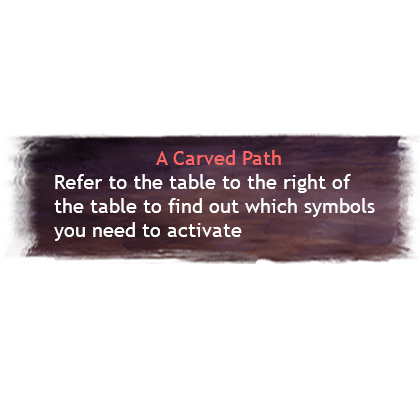 A Carved Path
Refer to the table to the right of
the table to find out which symbols
you need to activate